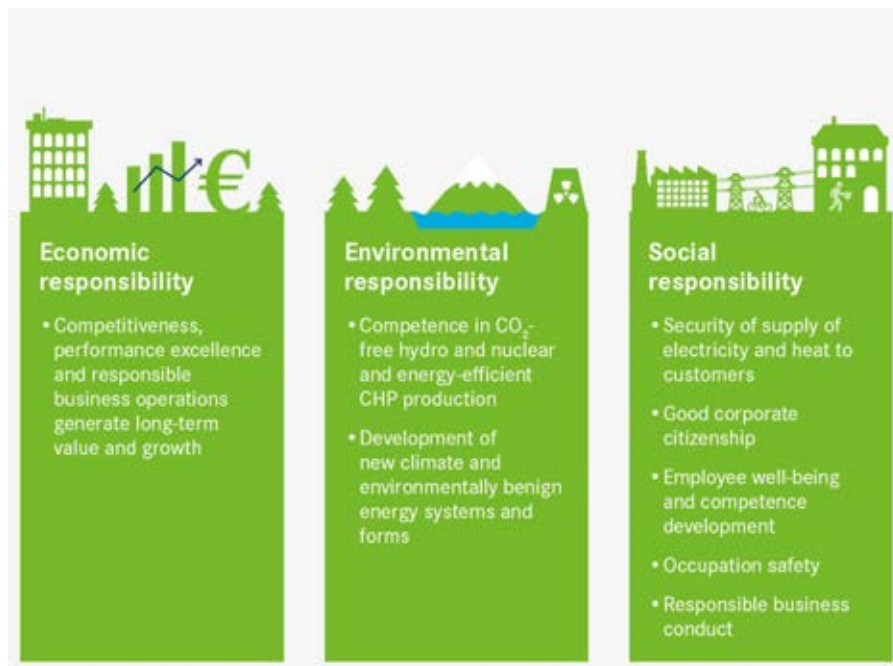 €
Economic
responsibility
• Competitiveness,
performance excellence
and responsible
business operations
generate long-term
value and growth
Environmental
responsibility
• Competence in CO₂-
free hydro and nuclear
and energy-efficient
CHP production
• Development of
new climate and
environmentally benign
energy systems and
forms
Social
responsibility
• Security of supply of
electricity and heat to
customers
• Good corporate
citizenship
• Employee well-being
and competence
development
• Occupation safety
• Responsible business
conduct